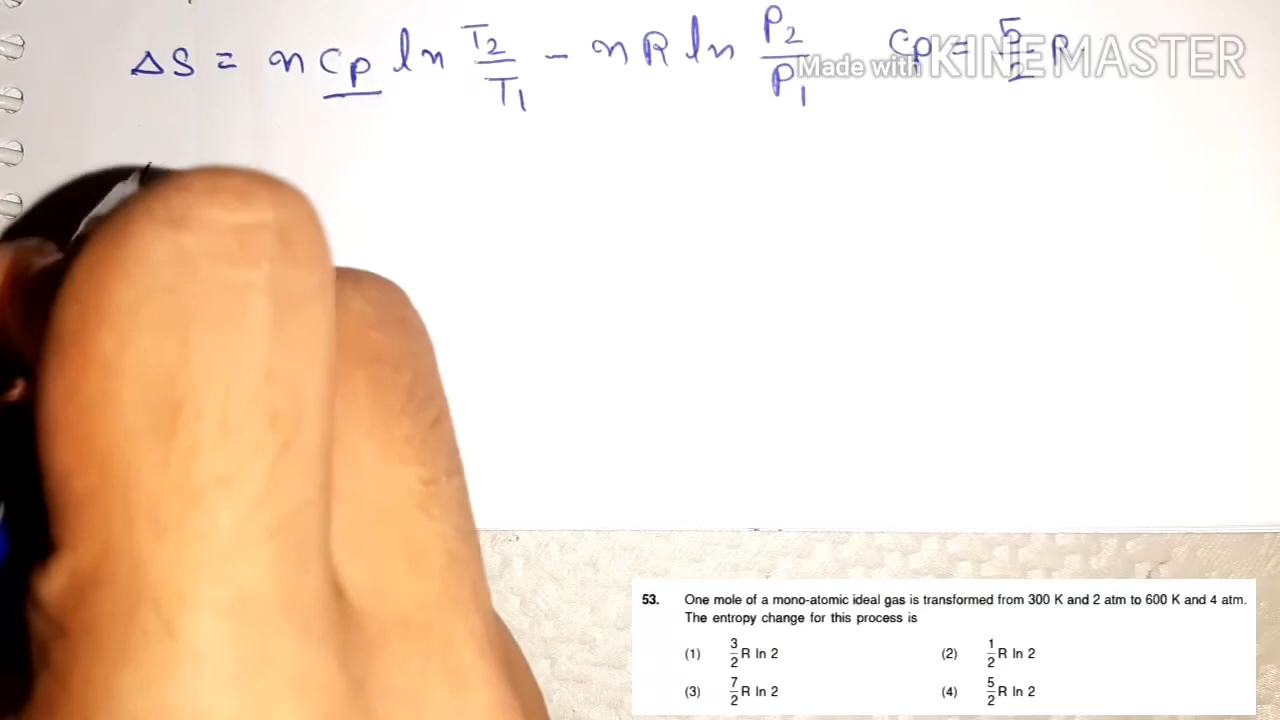 ΔS = n Cp ln T2/T1 - nR ln P2/P1 Cp = 5/2 R
Made with KINEMASTER
53. One mole of a mono-atomic ideal gas is transformed from 300 K and 2 atm to 600 K and 4 atm.
The entropy change for this process is
(1) 3/2 R ln 2 (2) 1/2 R ln 2
(3) 7/2 R ln 2 (4) 5/2 R ln 2